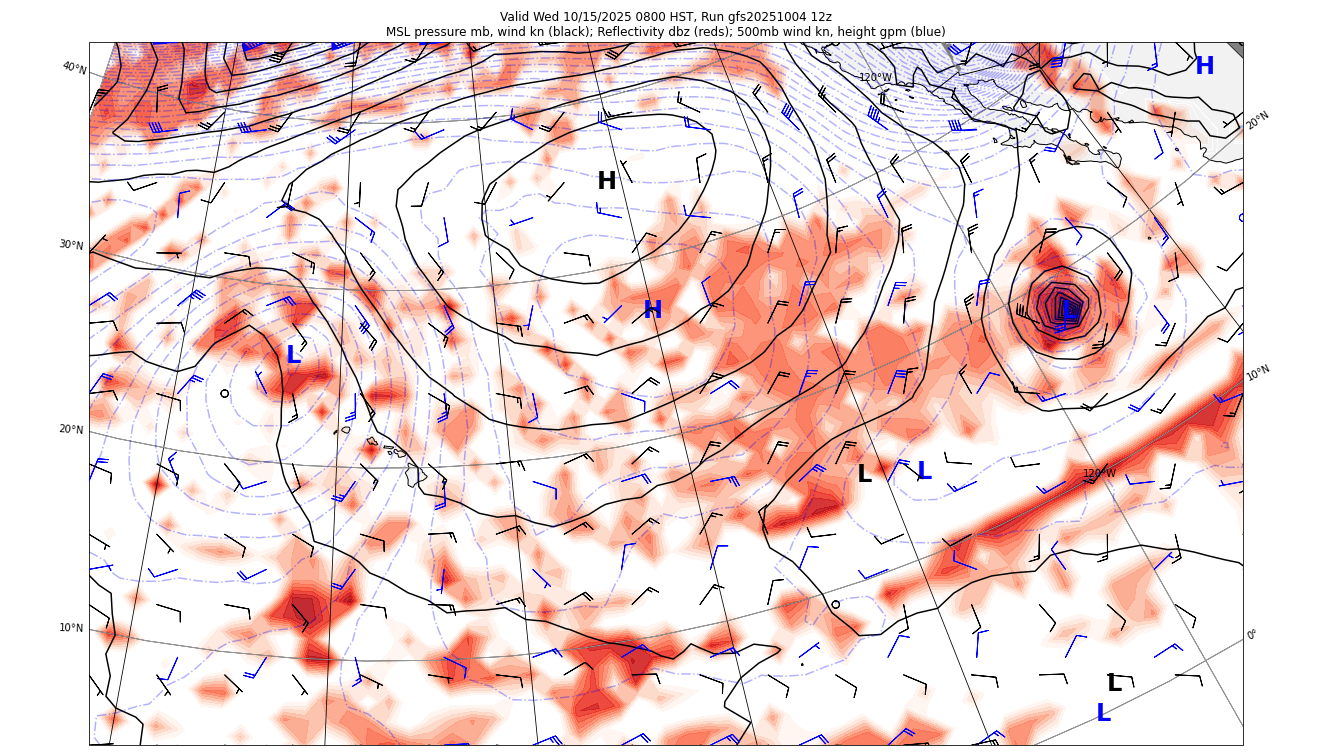 Valid Wed 10/15/2025 0800 HST, Run gfs20251004 12z
MSL pressure mb, wind kn (black); Reflectivity dbz (reds); 500mb wind kn, height gpm (blue)
40°N
120°W
H
20°N
H
30°N
H
L
L
10°N
20°N
L
L
120°W
10°N
0°
L
L